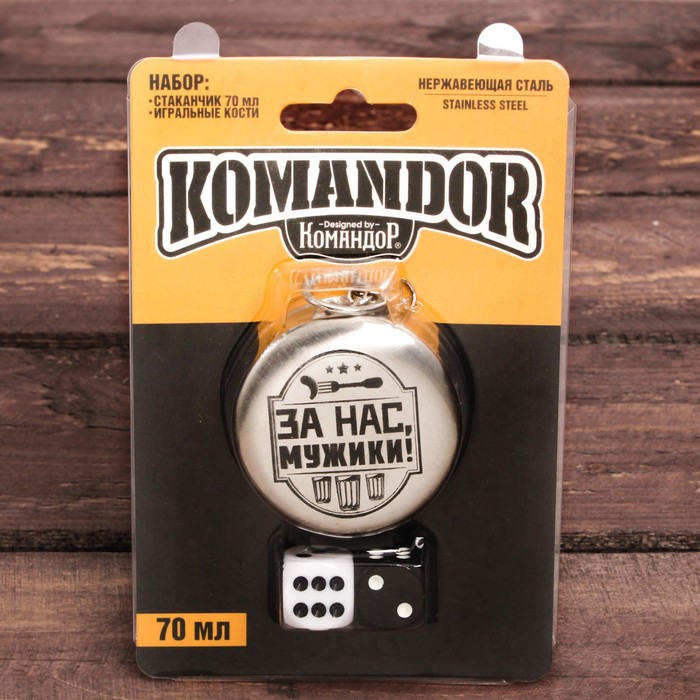 НАБОР:
•СТАКАНЧИК 70 мл
•ИГРАЛЬНЫЕ КОСТИ
НЕРЖАВЕЮЩАЯ СТАЛЬ
STAINLESS STEEL
KOMANDOR
-Designed by-
КОМАНДОР®
ЗА НАС,
МУЖИКИ!
70 мл